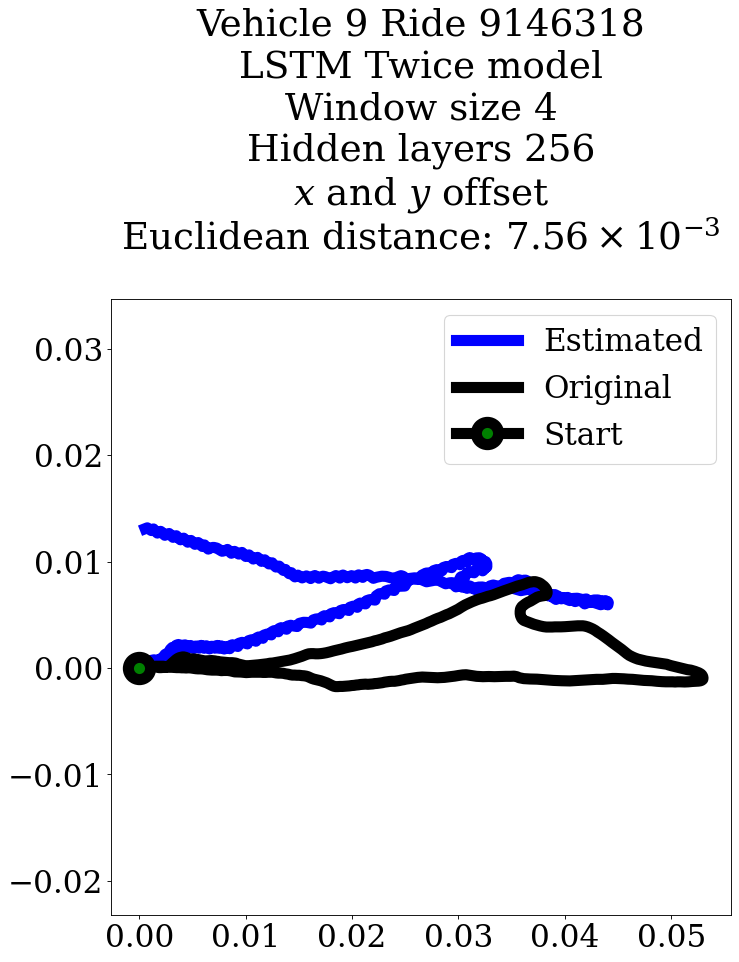 Vehicle 9 Ride 9146318
LSTM Twice model
Window size 4
Hidden layers 256
x and y offset
Euclidean distance: 7.56 × 10⁻³
Estimated
Original
Start
0.03
0.02
0.01
0.00
−0.01
−0.02
0.00 0.01 0.02 0.03 0.04 0.05